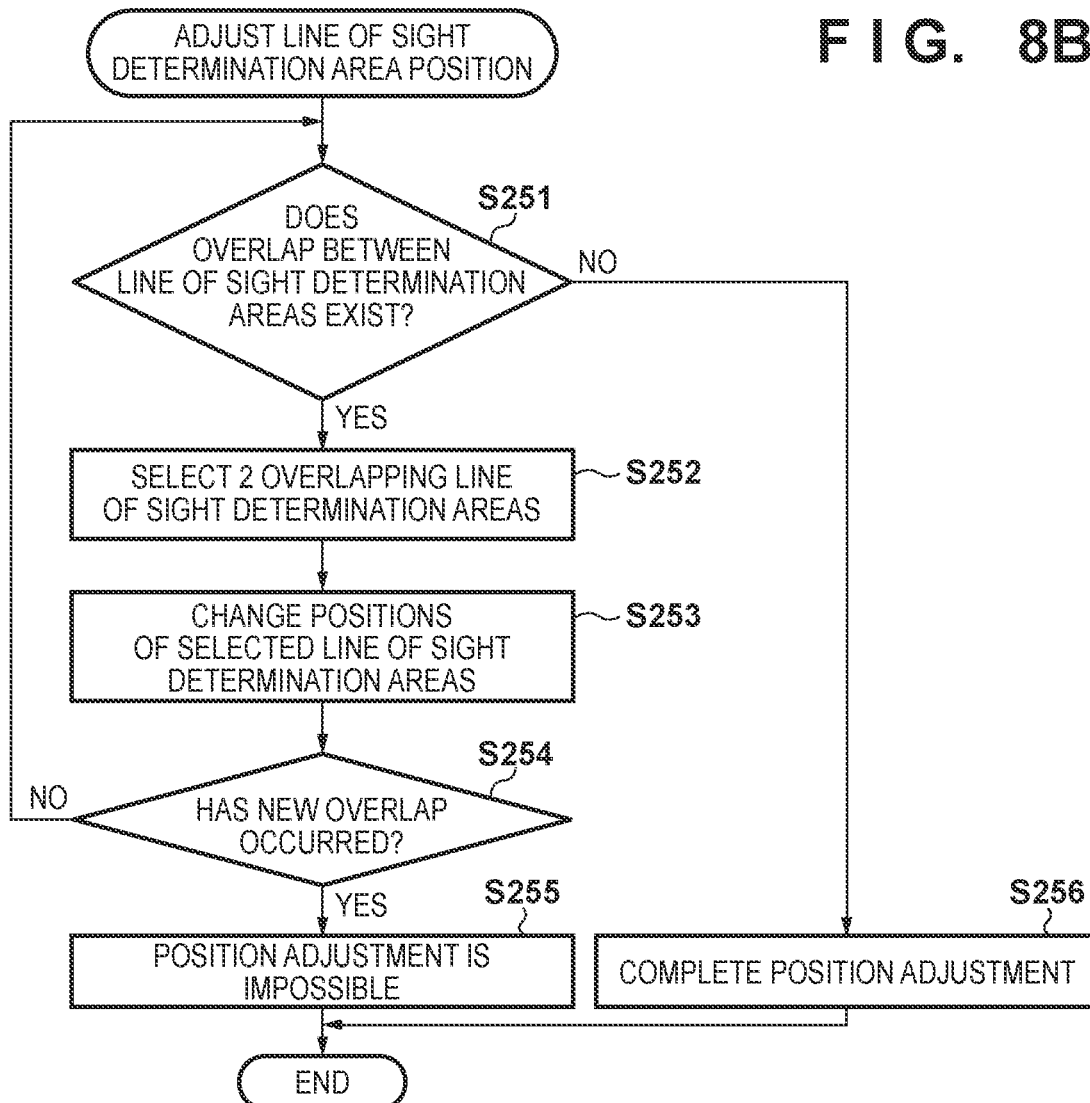 FIG. 8B
ADJUST LINE OF SIGHT
DETERMINATION AREA POSITION
S251
DOES
OVERLAP BETWEEN
LINE OF SIGHT DETERMINATION
AREAS EXIST?
NO
YES
S252
SELECT 2 OVERLAPPING LINE
OF SIGHT DETERMINATION AREAS
S253
CHANGE POSITIONS
OF SELECTED LINE OF SIGHT
DETERMINATION AREAS
S254
HAS NEW OVERLAP
OCCURRED?
NO
YES
S255
POSITION ADJUSTMENT IS
IMPOSSIBLE
S256
COMPLETE POSITION ADJUSTMENT
END